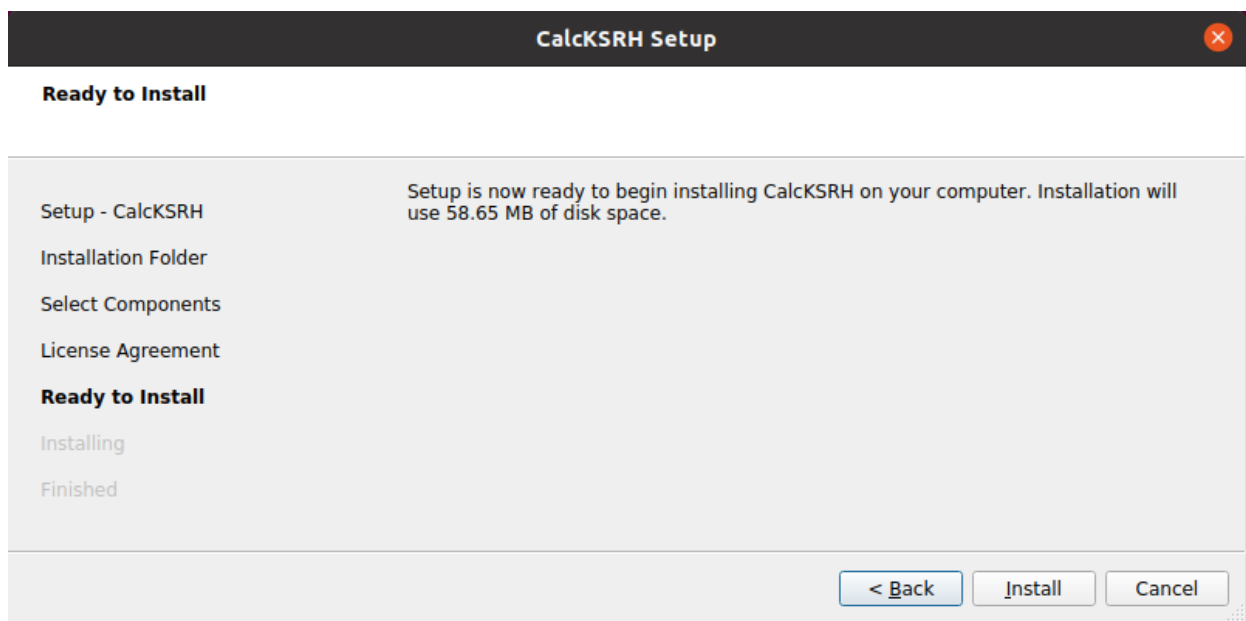 CalcKSRH Setup
Ready to Install
Setup - CalcKSRH
Installation Folder
Select Components
License Agreement
Ready to Install
Installing
Finished
Setup is now ready to begin installing CalcKSRH on your computer. Installation will
use 58.65 MB of disk space.
< Back
Install
Cancel